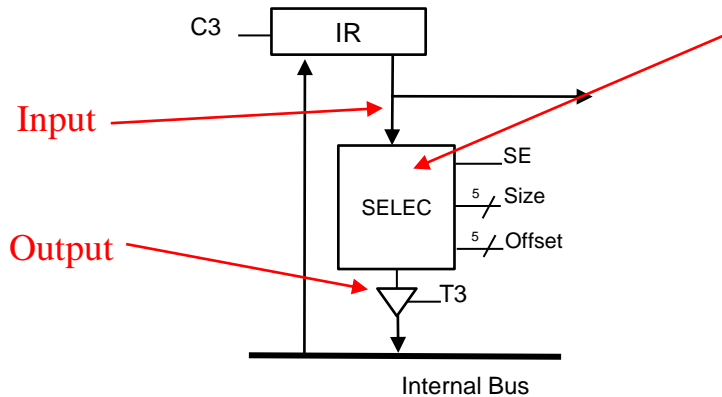 C3
IR
Input
SE
5
Size
SELEC
5
Offset
Output
T3
Internal Bus